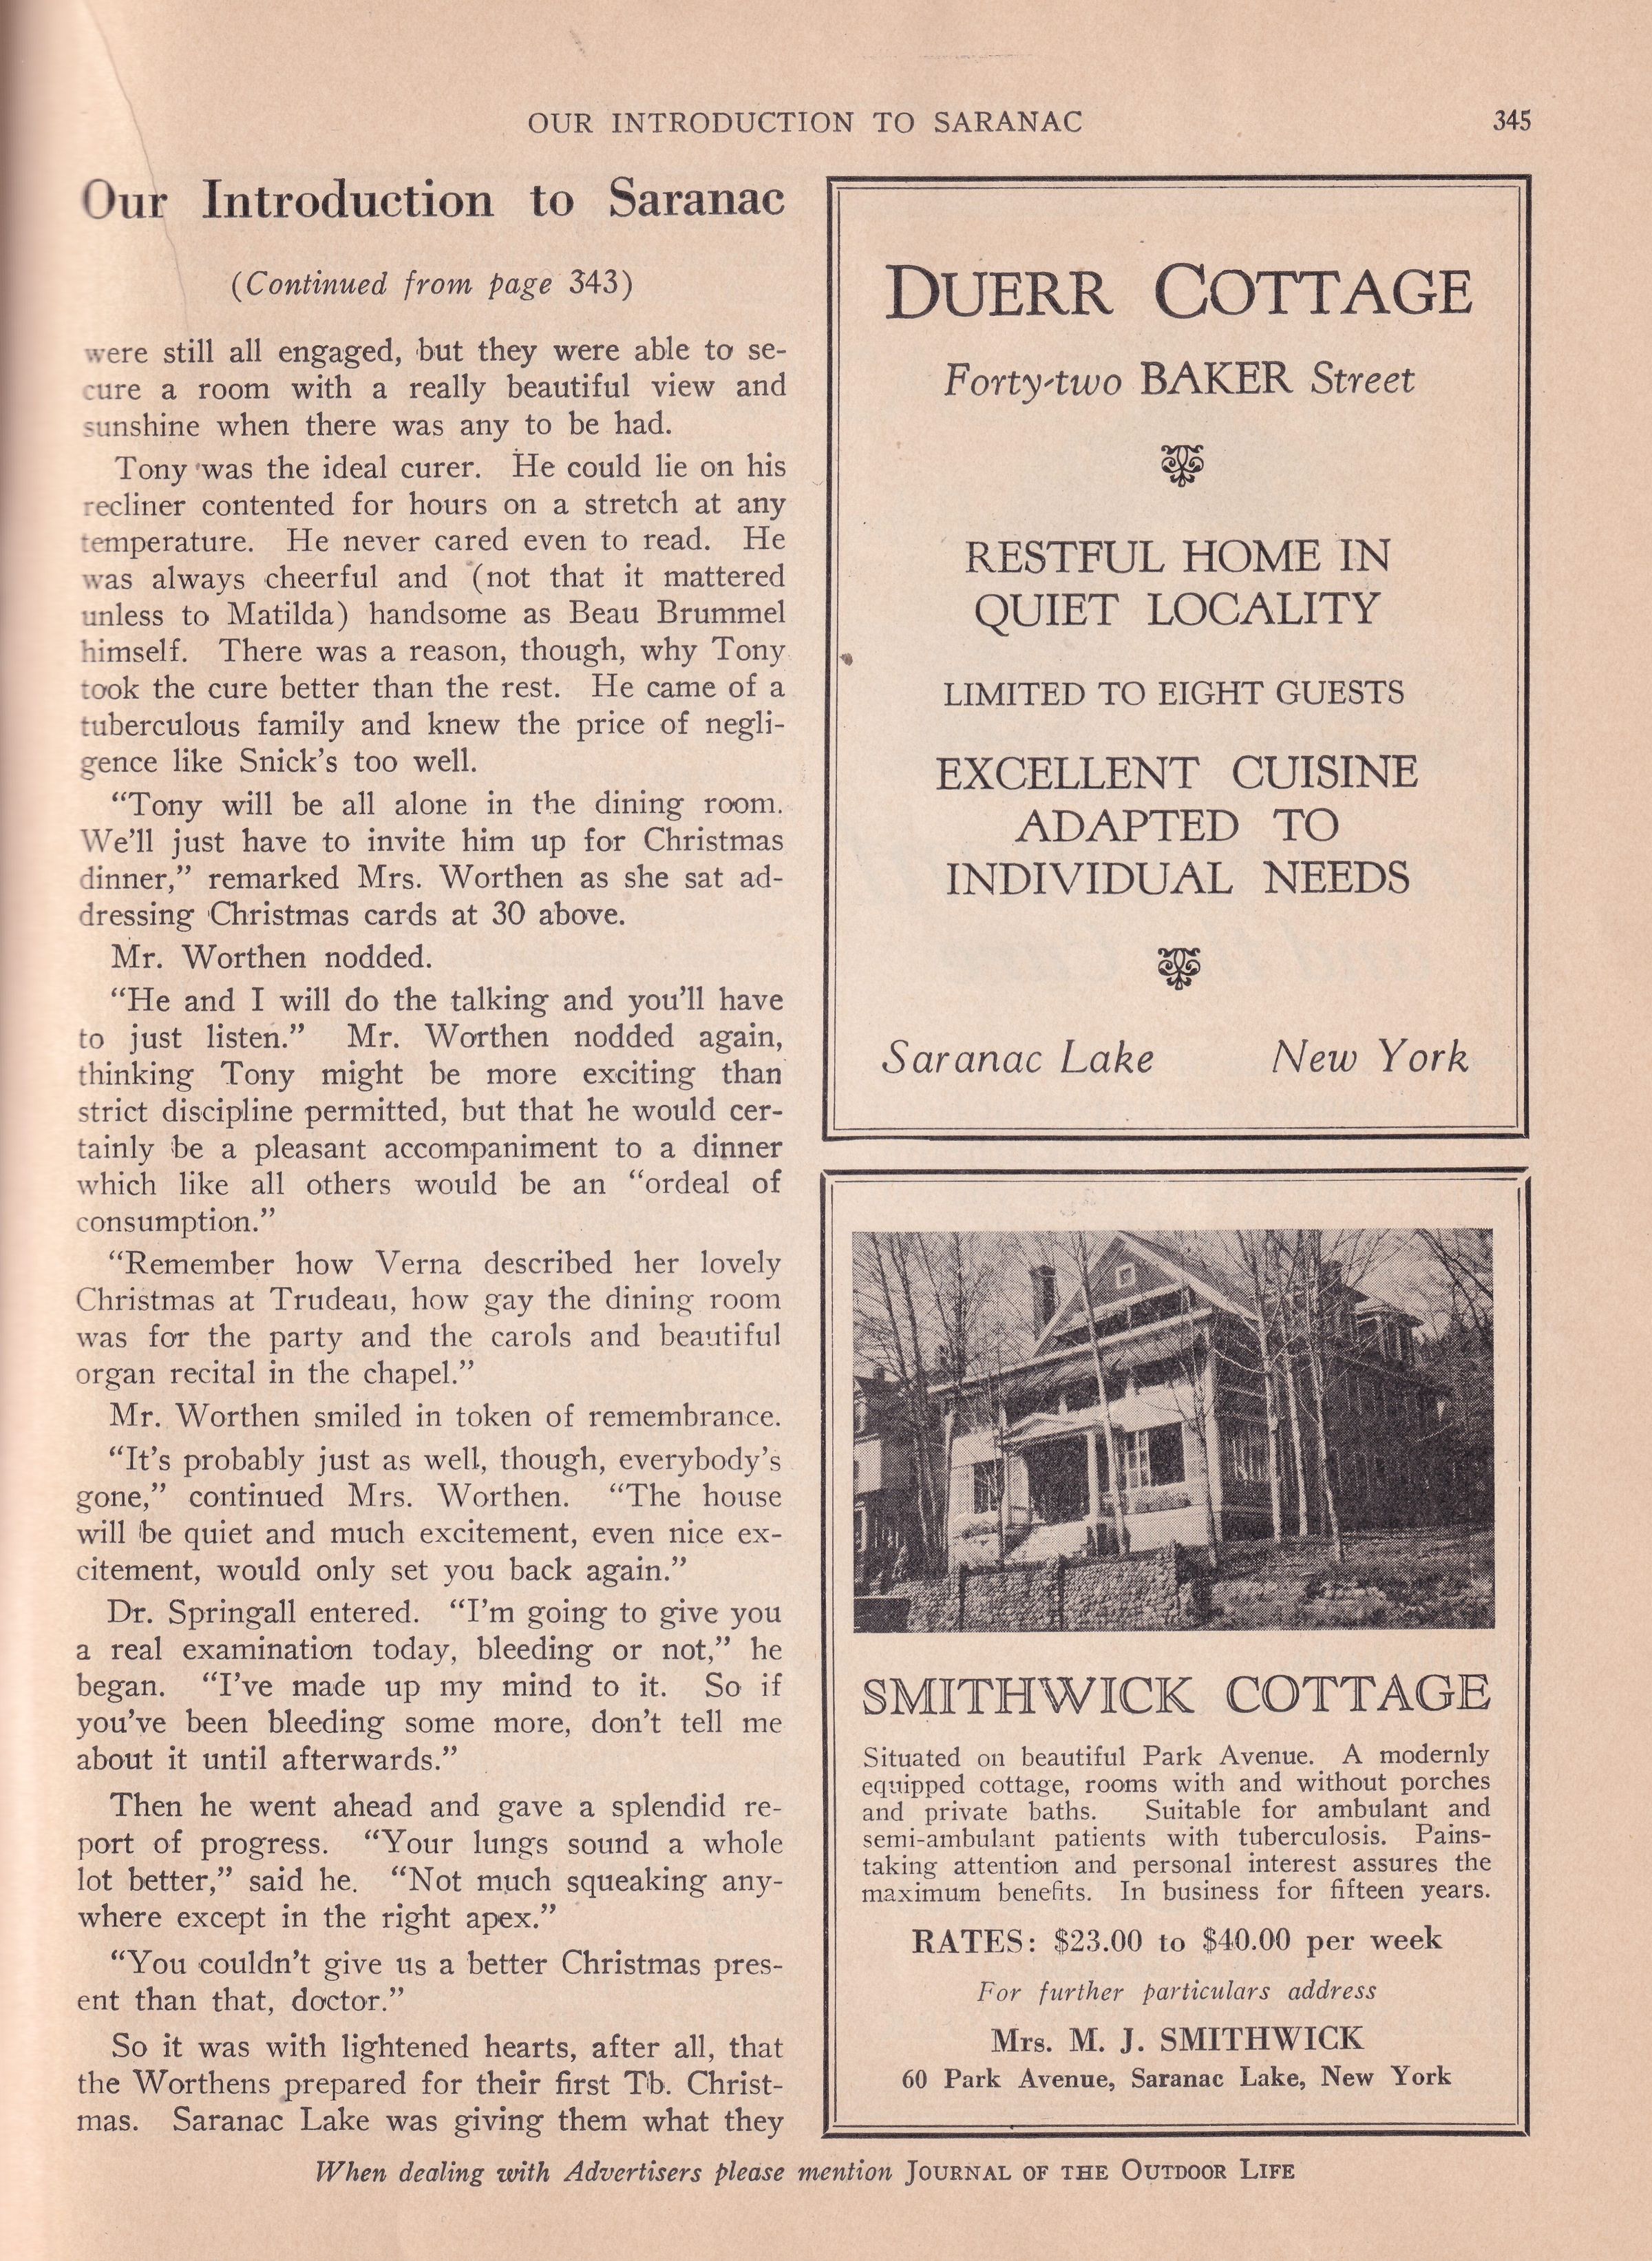 OUR INTRODUCTION TO SARANAC
345
Our Introduction to Saranac
(Continued from page 343)
were still all engaged, but they were able to se-
cure a room with a really beautiful view and
sunshine when there was any to be had.
Tony was the ideal curer. He could lie on his
recliner contented for hours on a stretch at any
temperature. He never cared even to read. He
was always cheerful and (not that it mattered
unless to Matilda) handsome as Beau Brummel
himself. There was a reason, though, why Tony
took the cure better than the rest. He came of a
tuberculous family and knew the price of negli-
gence like Snick's too well.
“Tony will be all alone in the dining room.
We'll just have to invite him up for Christmas
dinner,” remarked Mrs. Worthen as she sat ad-
dressing Christmas cards at 30 above.
Mr. Worthen nodded.
“He and I will do the talking and you'll have
to just listen.” Mr. Worthen nodded again,
thinking Tony might be more exciting than
strict discipline permitted, but that he would cer-
tainly be a pleasant accompaniment to a dinner
which like all others would be an “ordeal of
consumption.”
“Remember how Verna described her lovely
Christmas at Trudeau, how gay the dining room
was for the party and the carols and beautiful
organ recital in the chapel.”
Mr. Worthen smiled in token of remembrance.
“It's probably just as well, though, everybody's
gone,” continued Mrs. Worthen. “The house
will be quiet and much excitement, even nice ex-
citement, would only set you back again.”
Dr. Springall entered. “I'm going to give you
a real examination today, bleeding or not,” he
began. “I've made up my mind to it. So if
you've been bleeding some more, don't tell me
about it until afterwards.”
Then he went ahead and gave a splendid re-
port of progress. “Your lungs sound a whole
lot better,” said he. “Not much squeaking any-
where except in the right apex.”
“You couldn't give us a better Christmas pres-
ent than that, doctor.”
So it was with lightened hearts, after all, that
the Worthens prepared for their first Tb. Christ-
mas. Saranac Lake was giving them what they
DUERR COTTAGE
Forty-two BAKER Street
RESTFUL HOME IN
QUIET LOCALITY
LIMITED TO EIGHT GUESTS
EXCELLENT CUISINE
ADAPTED TO
INDIVIDUAL NEEDS
Saranac Lake New York
SMITHWICK COTTAGE
Situated on beautiful Park Avenue. A modernly
equipped cottage, rooms with and without porches
and private baths. Suitable for ambulant and
semi-ambulant patients with tuberculosis. Pains-
taking attention and personal interest assures the
maximum benefits. In business for fifteen years.
RATES: $23.00 to $40.00 per week
For further particulars address
Mrs. M. J. SMITHWICK
60 Park Avenue, Saranac Lake, New York
When dealing with Advertisers please mention JOURNAL OF THE OUTDOOR LIFE